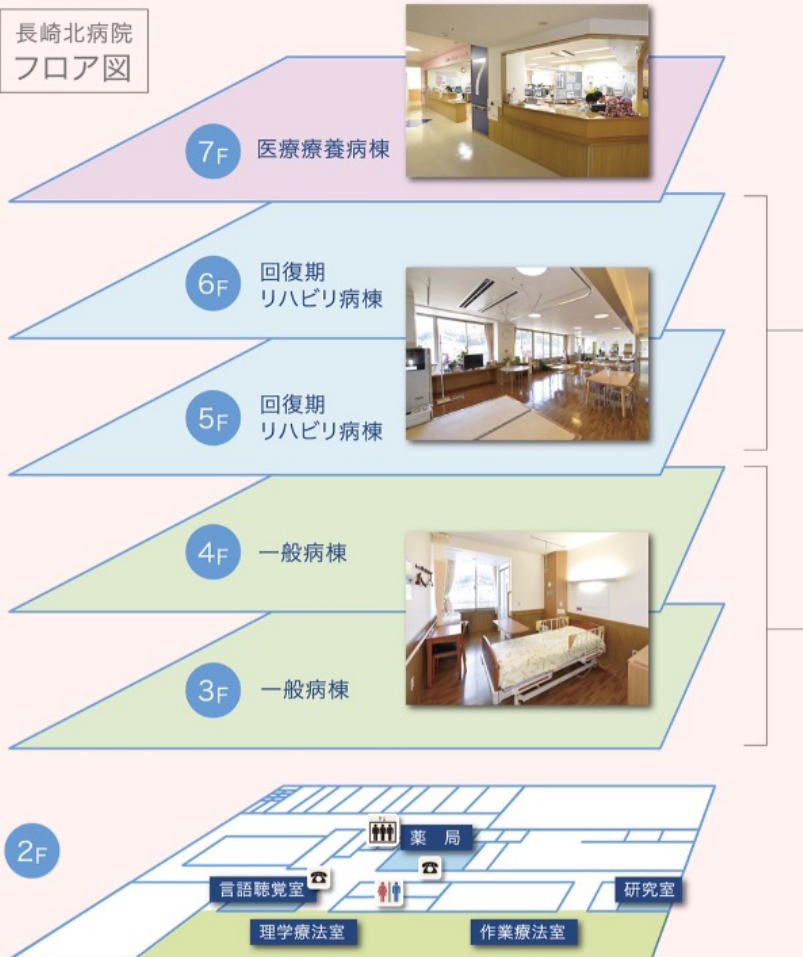 長崎北病院
フロア図
7F 医療療養病棟
7
6F 回復期
リハビリ病棟
5F 回復期
リハビリ病棟
4F 一般病棟
3F 一般病棟
2F
薬 局
言語聴覚室
研究室
理学療法室
作業療法室